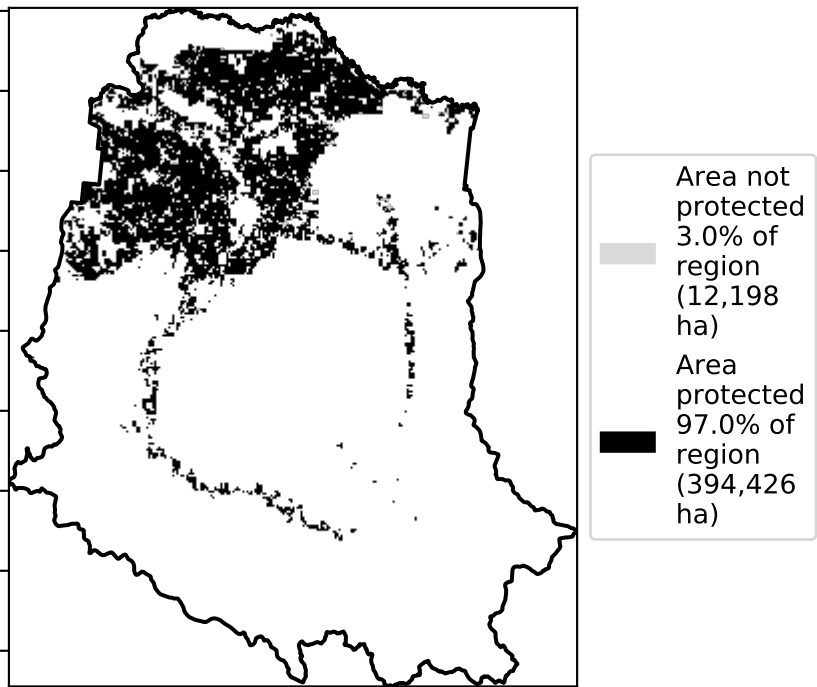 Area not
protected
3.0% of
region
(12,198
ha)
Area
protected
97.0% of
region
(394,426
ha)